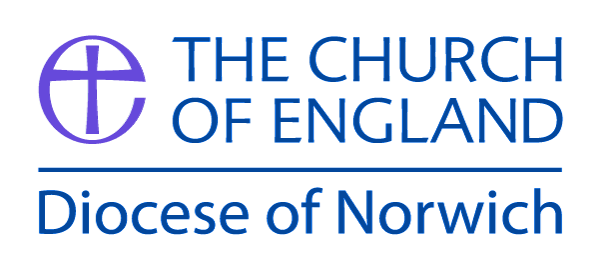 THE CHURCH
OF ENGLAND
Diocese of Norwich